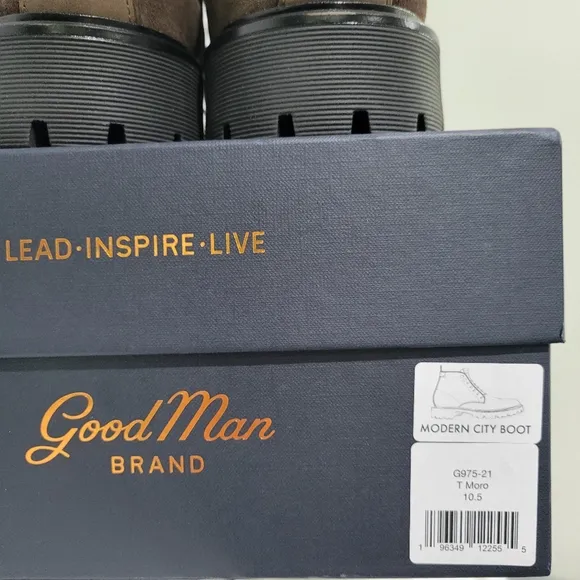 LEAD·INSPIRE·LIVE
Good Man
BRAND
MODERN CITY BOOT
G975-21
T Moro
10.5
1 96349 12255 5